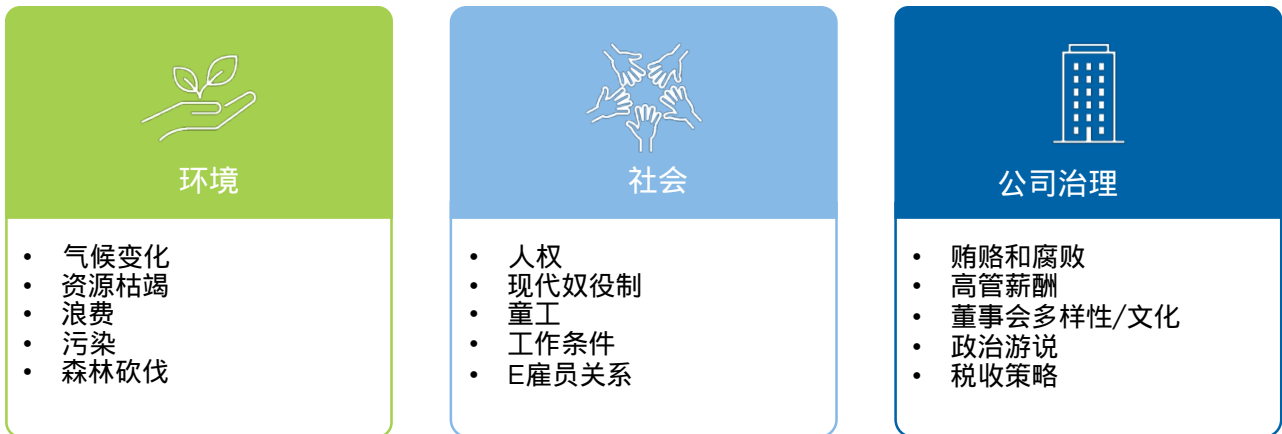 环境
• 气候变化
• 资源枯竭
• 浪费
• 污染
• 森林砍伐
社会
• 人权
• 现代奴役制
• 童工
• 工作条件
• E雇员关系
公司治理
• 贿赂和腐败
• 高管薪酬
• 董事会多样性/文化
• 政治游说
• 税收策略